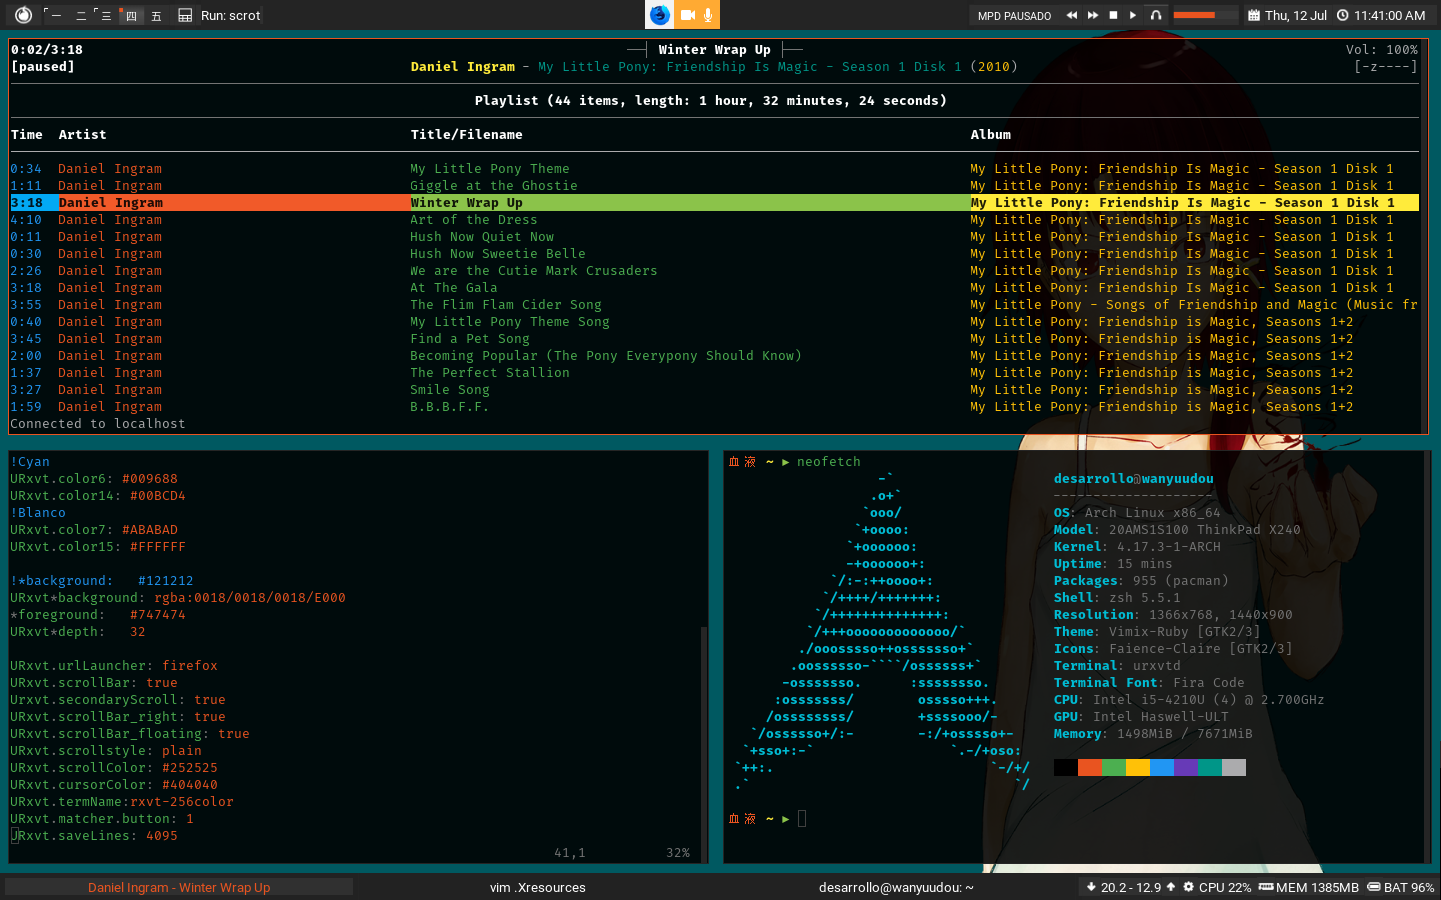 一 二 三 四 五 Run: scrot MPD PAUSADO Thu, 12 Jul 11:41:00 AM
0:02/3:18 Winter Wrap Up Vol: 100%
[paused] Daniel Ingram - My Little Pony: Friendship Is Magic - Season 1 Disk 1 (2010) [-z----]
Playlist (44 items, length: 1 hour, 32 minutes, 24 seconds)
Time Artist Title/Filename Album
0:34 Daniel Ingram My Little Pony Theme My Little Pony: Friendship Is Magic - Season 1 Disk 1
1:11 Daniel Ingram Giggle at the Ghostie My Little Pony: Friendship Is Magic - Season 1 Disk 1
3:18 Daniel Ingram Winter Wrap Up My Little Pony: Friendship Is Magic - Season 1 Disk 1
4:10 Daniel Ingram Art of the Dress My Little Pony: Friendship Is Magic - Season 1 Disk 1
0:11 Daniel Ingram Hush Now Quiet Now My Little Pony: Friendship Is Magic - Season 1 Disk 1
0:30 Daniel Ingram Hush Now Sweetie Belle My Little Pony: Friendship Is Magic - Season 1 Disk 1
2:26 Daniel Ingram We are the Cutie Mark Crusaders My Little Pony: Friendship Is Magic - Season 1 Disk 1
3:18 Daniel Ingram At The Gala My Little Pony: Friendship Is Magic - Season 1 Disk 1
3:55 Daniel Ingram The Flim Flam Cider Song My Little Pony - Songs of Friendship and Magic (Music fr
0:40 Daniel Ingram My Little Pony Theme Song My Little Pony: Friendship is Magic, Seasons 1+2
3:45 Daniel Ingram Find a Pet Song My Little Pony: Friendship is Magic, Seasons 1+2
2:00 Daniel Ingram Becoming Popular (The Pony Everypony Should Know) My Little Pony: Friendship is Magic, Seasons 1+2
1:37 Daniel Ingram The Perfect Stallion My Little Pony: Friendship is Magic, Seasons 1+2
3:27 Daniel Ingram Smile Song My Little Pony: Friendship is Magic, Seasons 1+2
1:59 Daniel Ingram B.B.B.F.F. My Little Pony: Friendship is Magic, Seasons 1+2
Connected to localhost
!Cyan
URxvt.color6: #009688
URxvt.color14: #00BCD4
!Blanco
URxvt.color7: #ABABAD
URxvt.color15: #FFFFFF
!*background: #121212
URxvt*background: rgba:0018/0018/0018/E000
*foreground: #747474
URxvt*depth: 32
URxvt.urlLauncher: firefox
URxvt.scrollBar: true
Urxvt.secondaryScroll: true
URxvt.scrollBar_right: true
URxvt.scrollBar_floating: true
URxvt.scrollstyle: plain
URxvt.scrollColor: #252525
URxvt.cursorColor: #404040
URxvt.termName:rxvt-256color
URxvt.matcher.button: 1
URxvt.saveLines: 4095
41,1 32%
血液 ~ ▶ neofetch
desarrollo@wanyuudou
--------------------
OS: Arch Linux x86_64
Model: 20AMS1S100 ThinkPad X240
Kernel: 4.17.3-1-ARCH
Uptime: 15 mins
Packages: 955 (pacman)
Shell: zsh 5.5.1
Resolution: 1366x768, 1440x900
Theme: Vimix-Ruby [GTK2/3]
Icons: Faience-Claire [GTK2/3]
Terminal: urxvtd
Terminal Font: Fira Code
CPU: Intel i5-4210U (4) @ 2.700GHz
GPU: Intel Haswell-ULT
Memory: 1498MiB / 7671MiB
血液 ~ ▶
Daniel Ingram - Winter Wrap Up vim .Xresources desarrollo@wanyuudou: ~ 20.2 - 12.9 CPU 22% MEM 1385MB BAT 96%